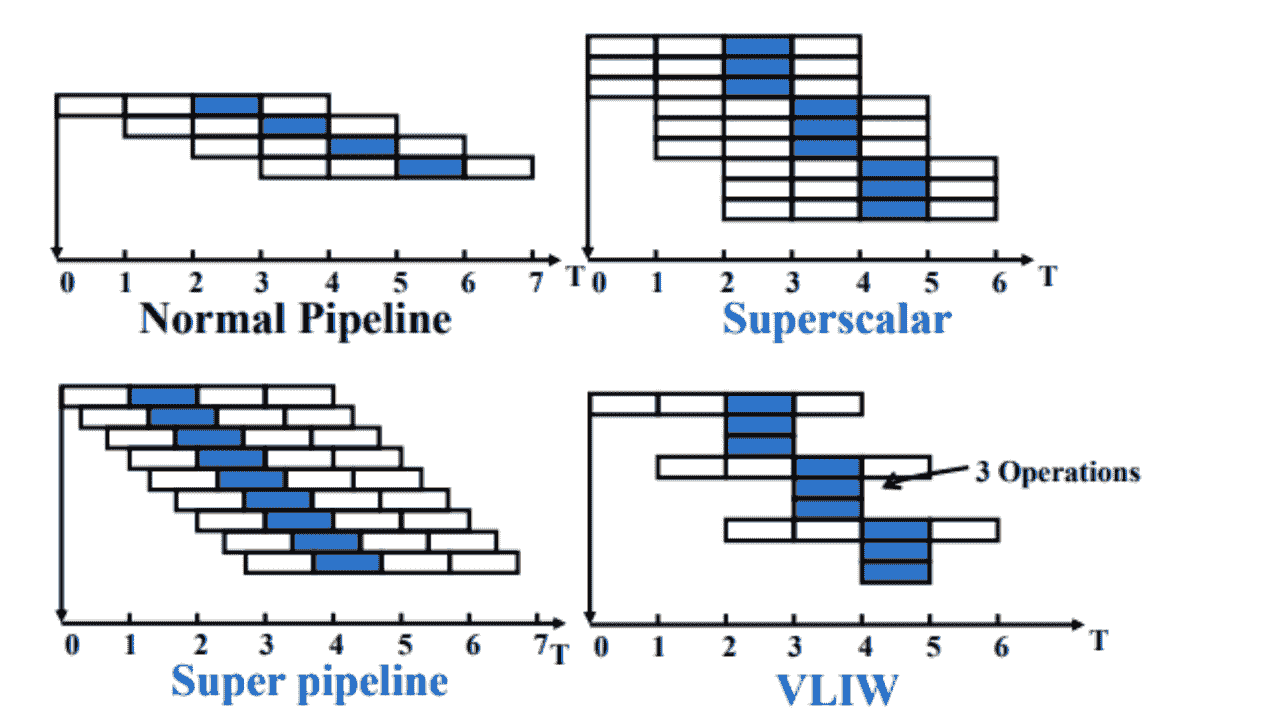 0 1 2 3 4 5 6 7 T
Normal Pipeline
0 1 2 3 4 5 6 T
Superscalar
0 1 2 3 4 5 6 7 T
Super pipeline
3 Operations
0 1 2 3 4 5 6 T
VLIW